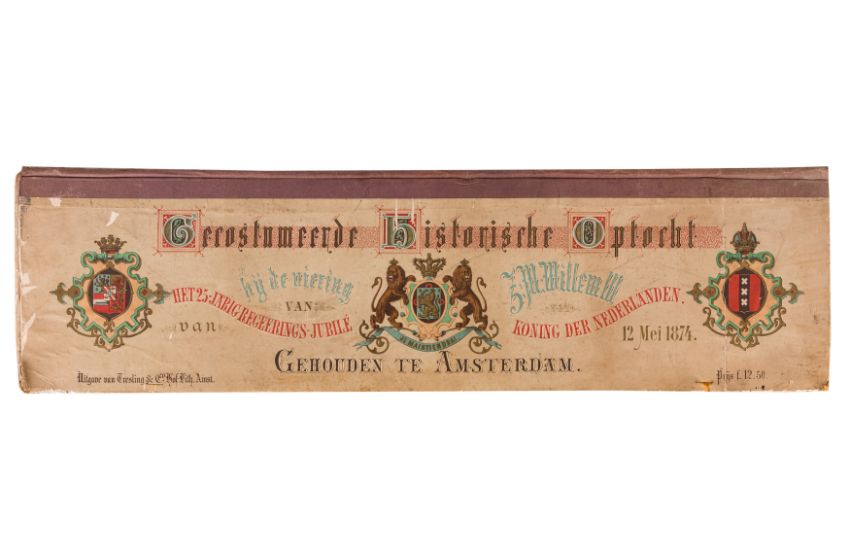 Gecostumeerde Historische Optocht
bij de viering
VAN
HET 25-JARIG REGEERINGS-JUBILÉ
van
Z.M. Willem III.
KONING DER NEDERLANDEN.
12 Mei 1874.
JE MAINTIENDRAI
GEHOUDEN TE AMSTERDAM.
Uitgave van Tresling & Co. Hof-Lith. Amst.
Prijs f. 12.50.